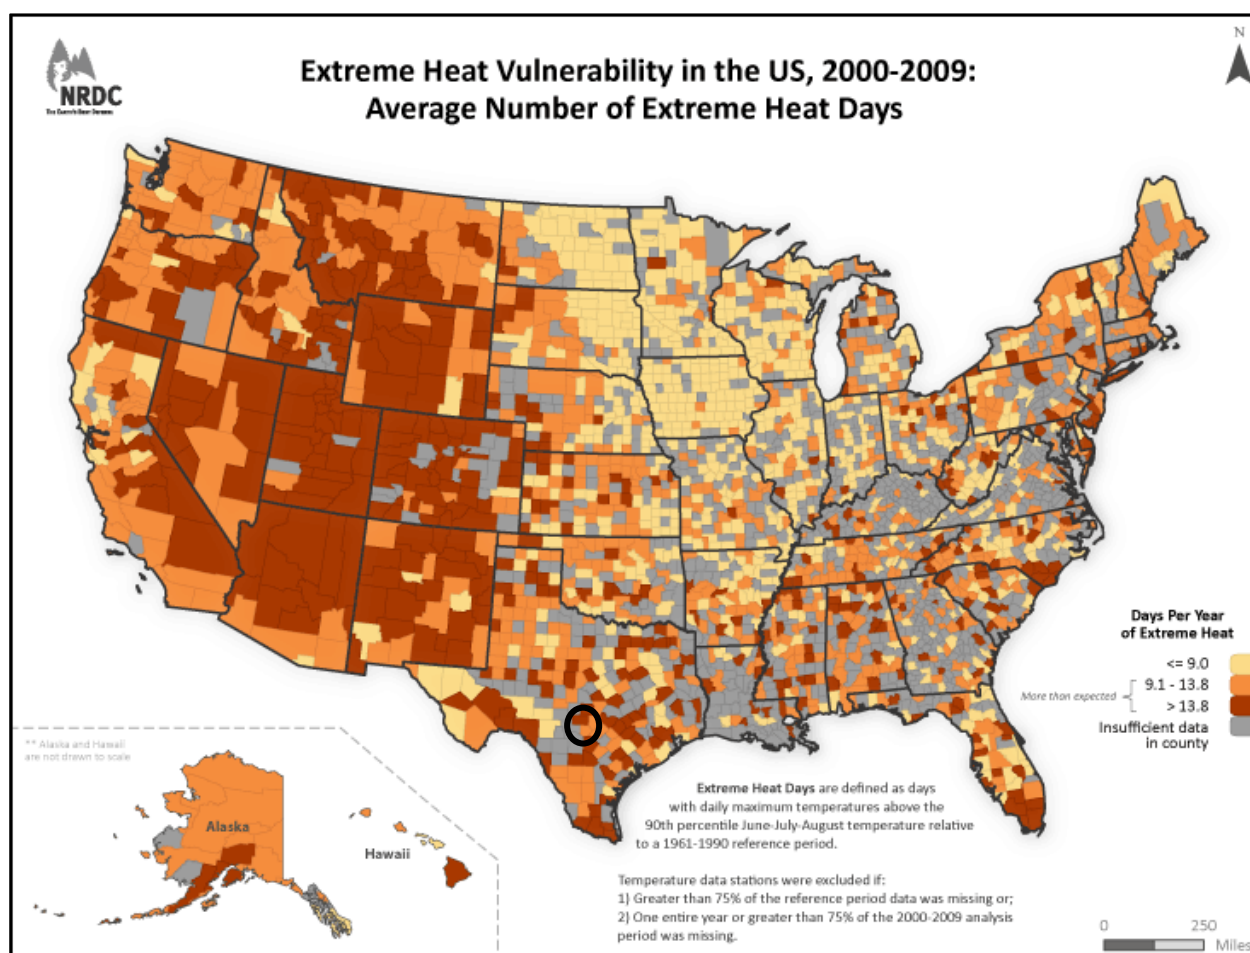 N
NRDC
The Earth's Best Defense
Extreme Heat Vulnerability in the US, 2000-2009:
Average Number of Extreme Heat Days
Days Per Year
of Extreme Heat
<= 9.0
More than expected
9.1 - 13.8
> 13.8
Insufficient data
in county
** Alaska and Hawaii
are not drawn to scale
Alaska
Hawaii
Extreme Heat Days are defined as days
with daily maximum temperatures above the
90th percentile June-July-August temperature relative
to a 1961-1990 reference period.
Temperature data stations were excluded if:
1) Greater than 75% of the reference period data was missing or;
2) One entire year or greater than 75% of the 2000-2009 analysis
period was missing.
0 250
Miles